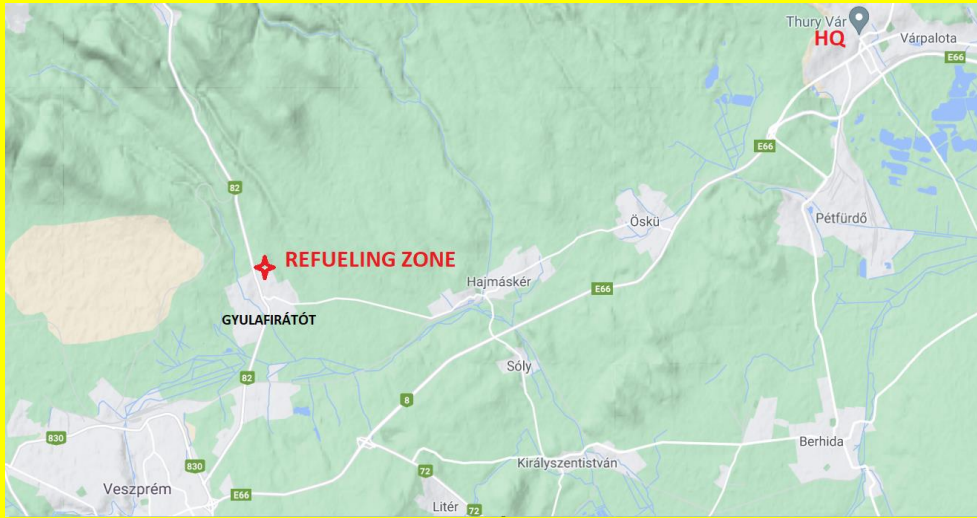 Thury Vár
HQ
Várpalota
E66
E66
82
Öskü
Pétfürdő
REFUELING ZONE
Hajmáskér
E66
GYULAFIRÁTÓT
Sóly
82
8
830
830
Berhida
Királyszentistván
72
Veszprém
E66
Litér
72